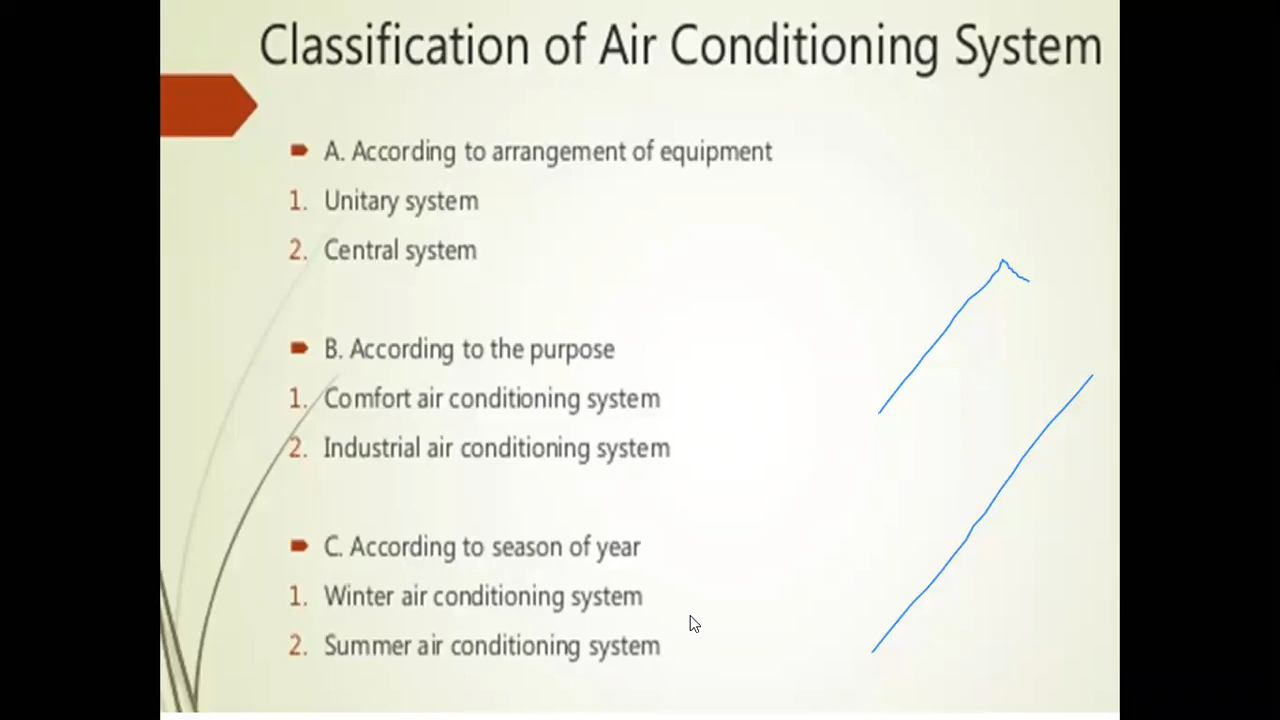 Classification of Air Conditioning System
A. According to arrangement of equipment
1. Unitary system
2. Central system
B. According to the purpose
1. Comfort air conditioning system
2. Industrial air conditioning system
C. According to season of year
1. Winter air conditioning system
2. Summer air conditioning system